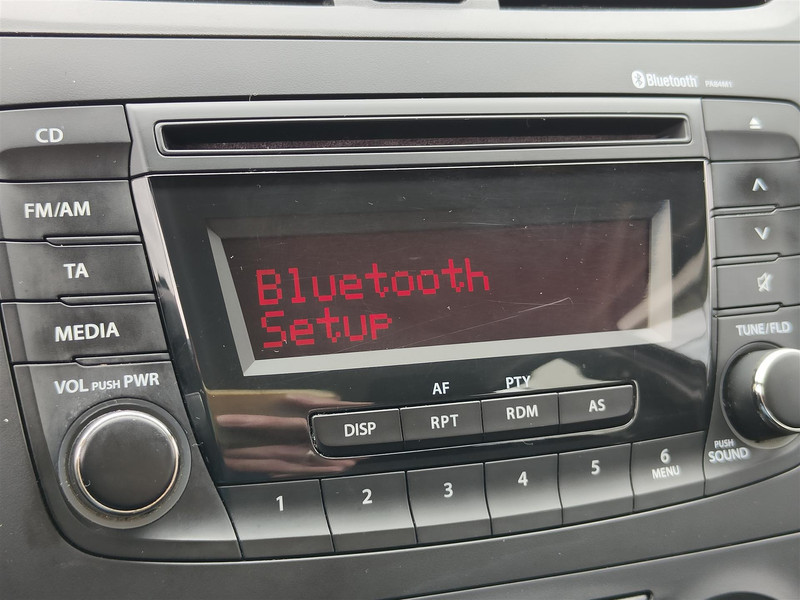 Bluetooth
CD
FM/AM
TA
MEDIA
VOL PUSH PWR
Bluetooth
Setup
AF PTY
DISP RPT RDM AS
1 2 3 4 5 6
MENU
TUNE/FLD
PUSH
SOUND